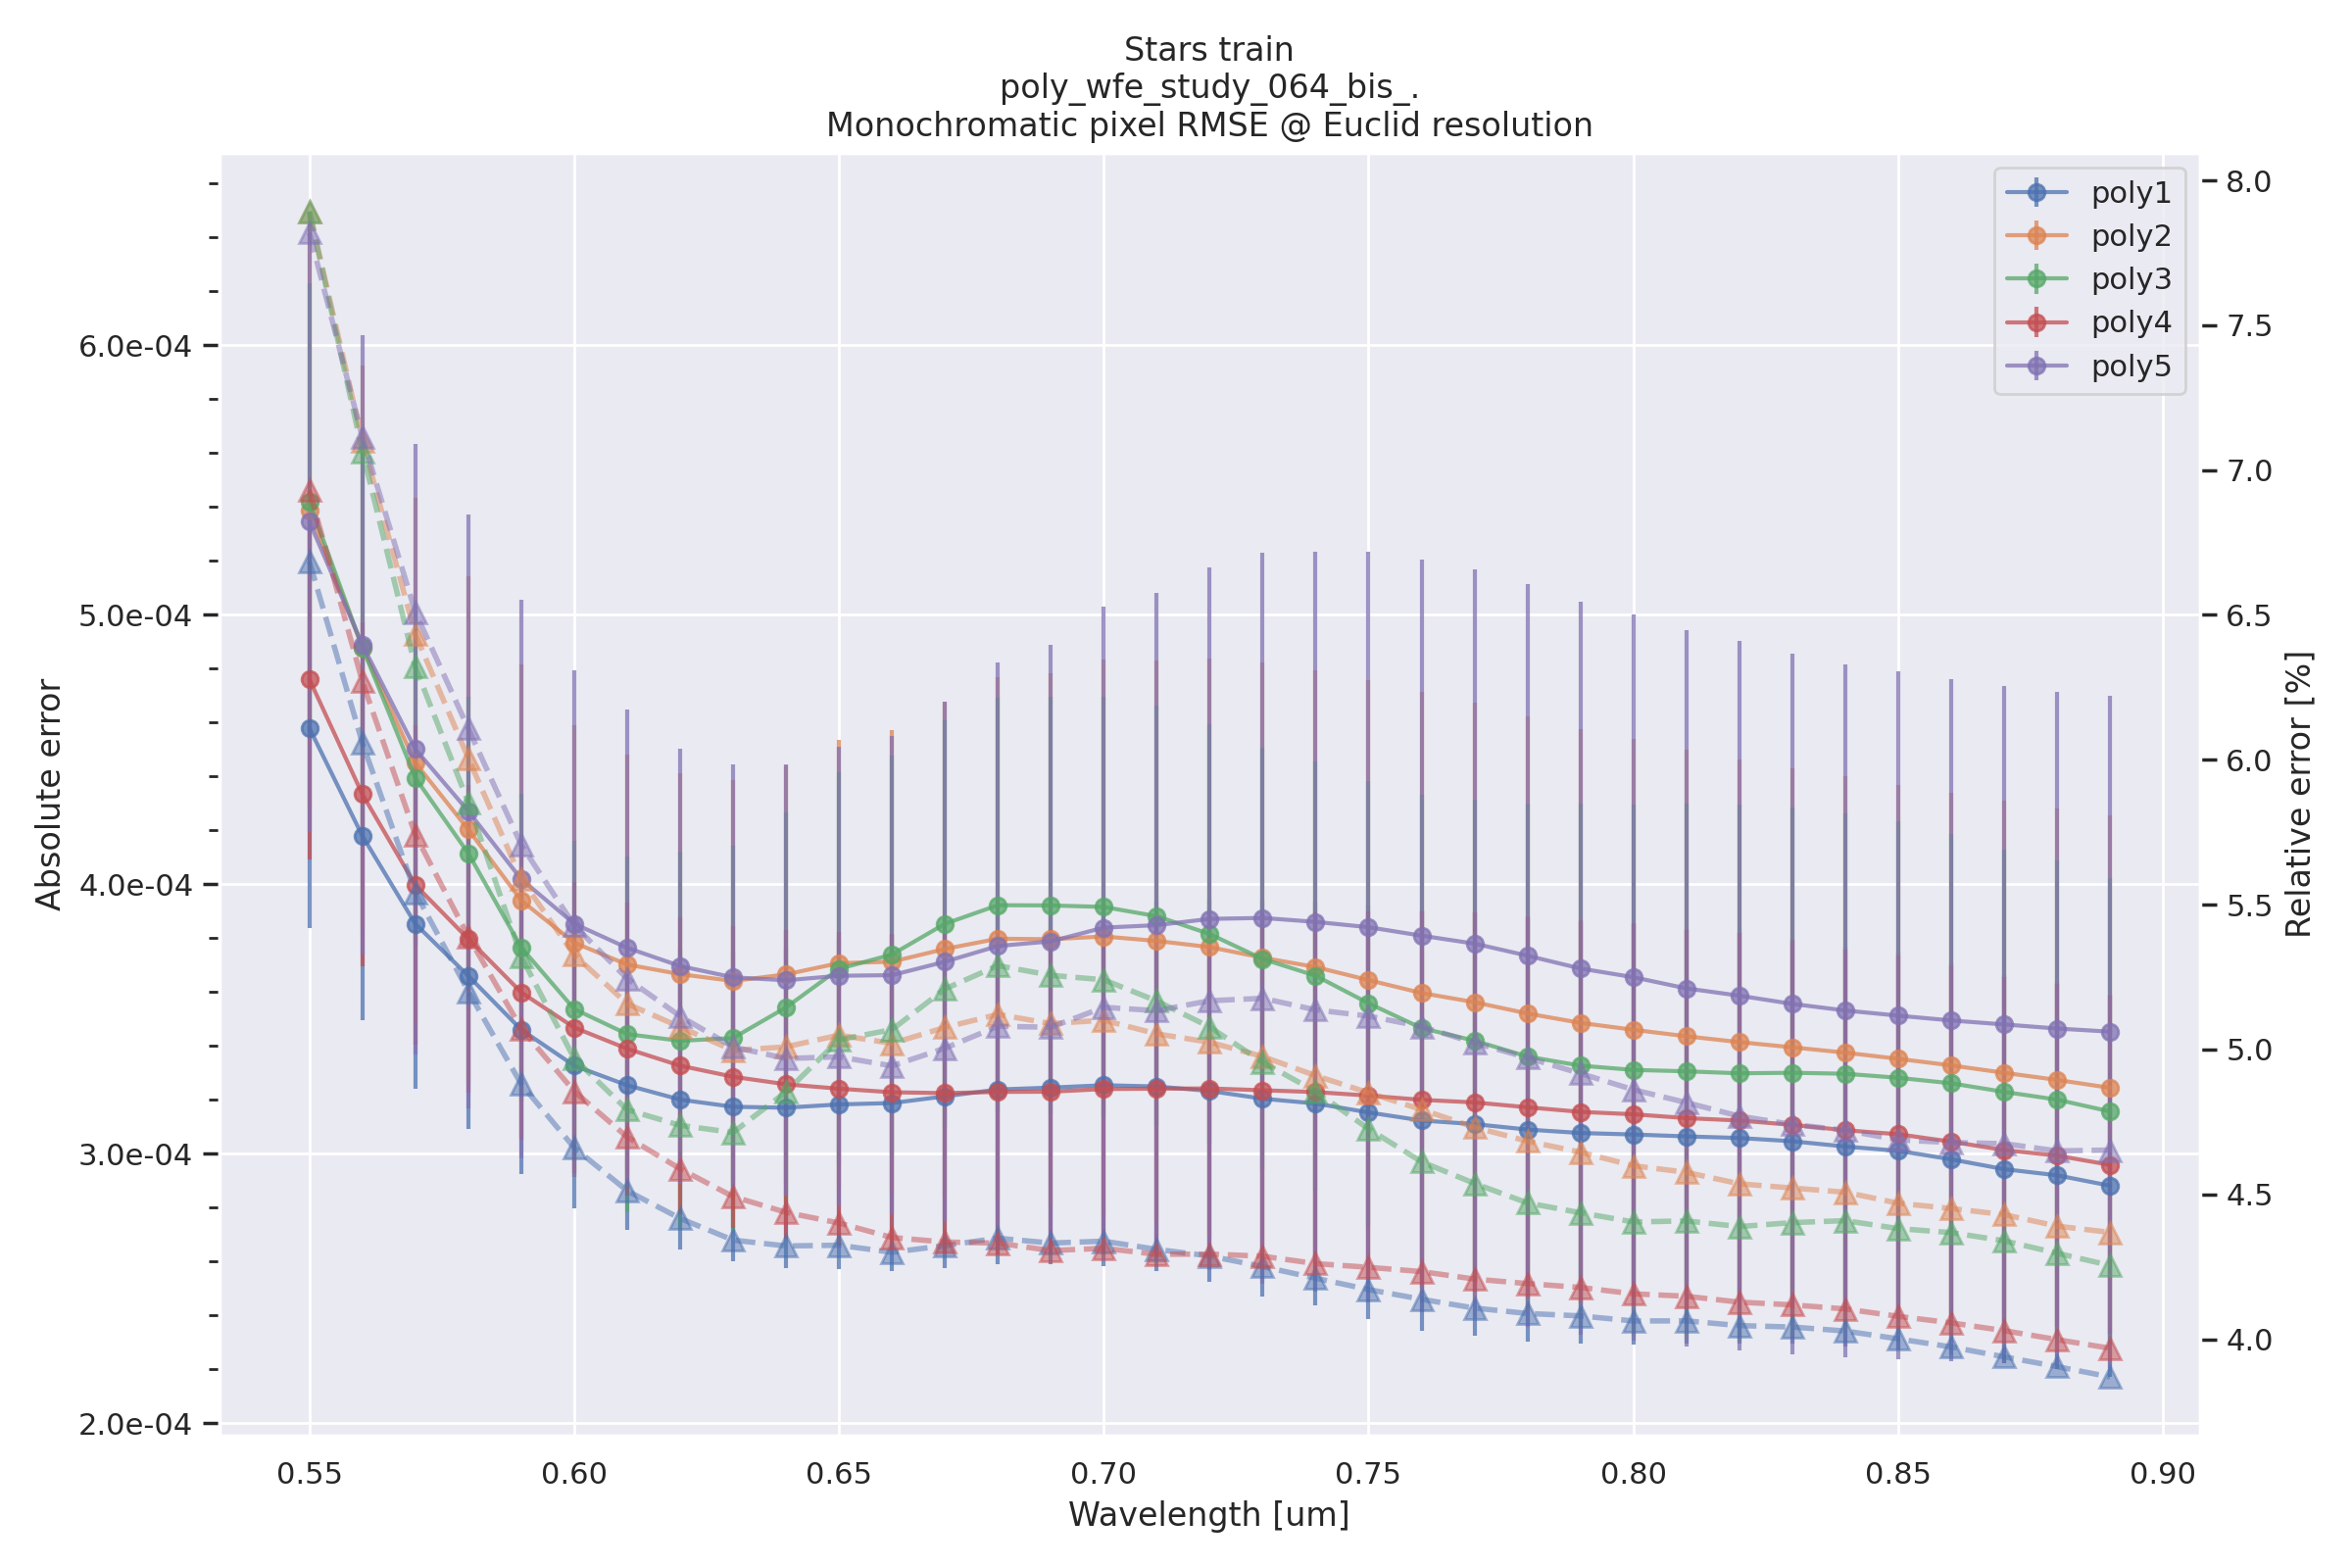 Stars train
poly_wfe_study_064_bis_.
Monochromatic pixel RMSE @ Euclid resolution
poly1
poly2
poly3
poly4
poly5
Absolute error
6.0e-04
5.0e-04
4.0e-04
3.0e-04
2.0e-04
Relative error [%]
8.0
7.5
7.0
6.5
6.0
5.5
5.0
4.5
4.0
0.55 0.60 0.65 0.70 0.75 0.80 0.85 0.90
Wavelength [um]